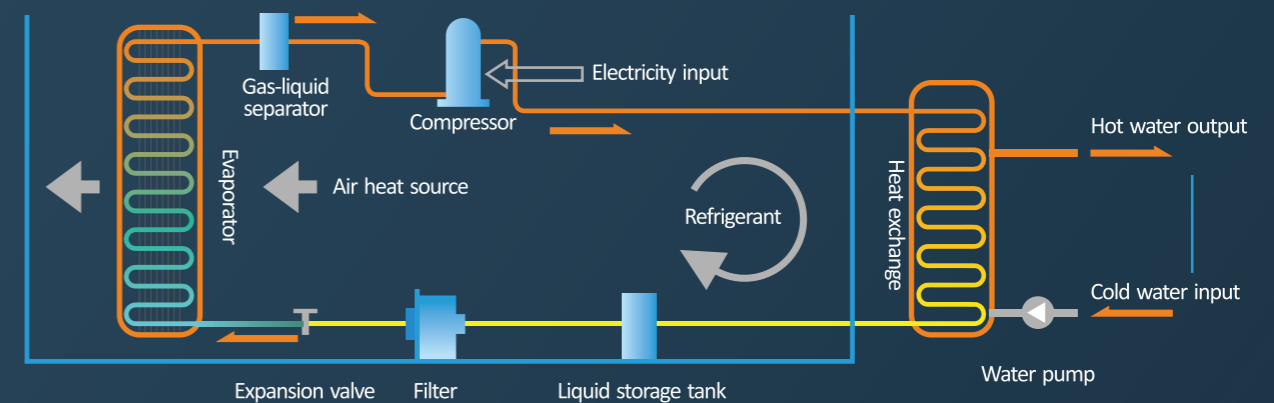 Gas-liquid
separator
Compressor
Electricity input
Hot water output
Evaporator
Air heat source
Refrigerant
Heat exchange
Cold water input
Water pump
Expansion valve
Filter
Liquid storage tank